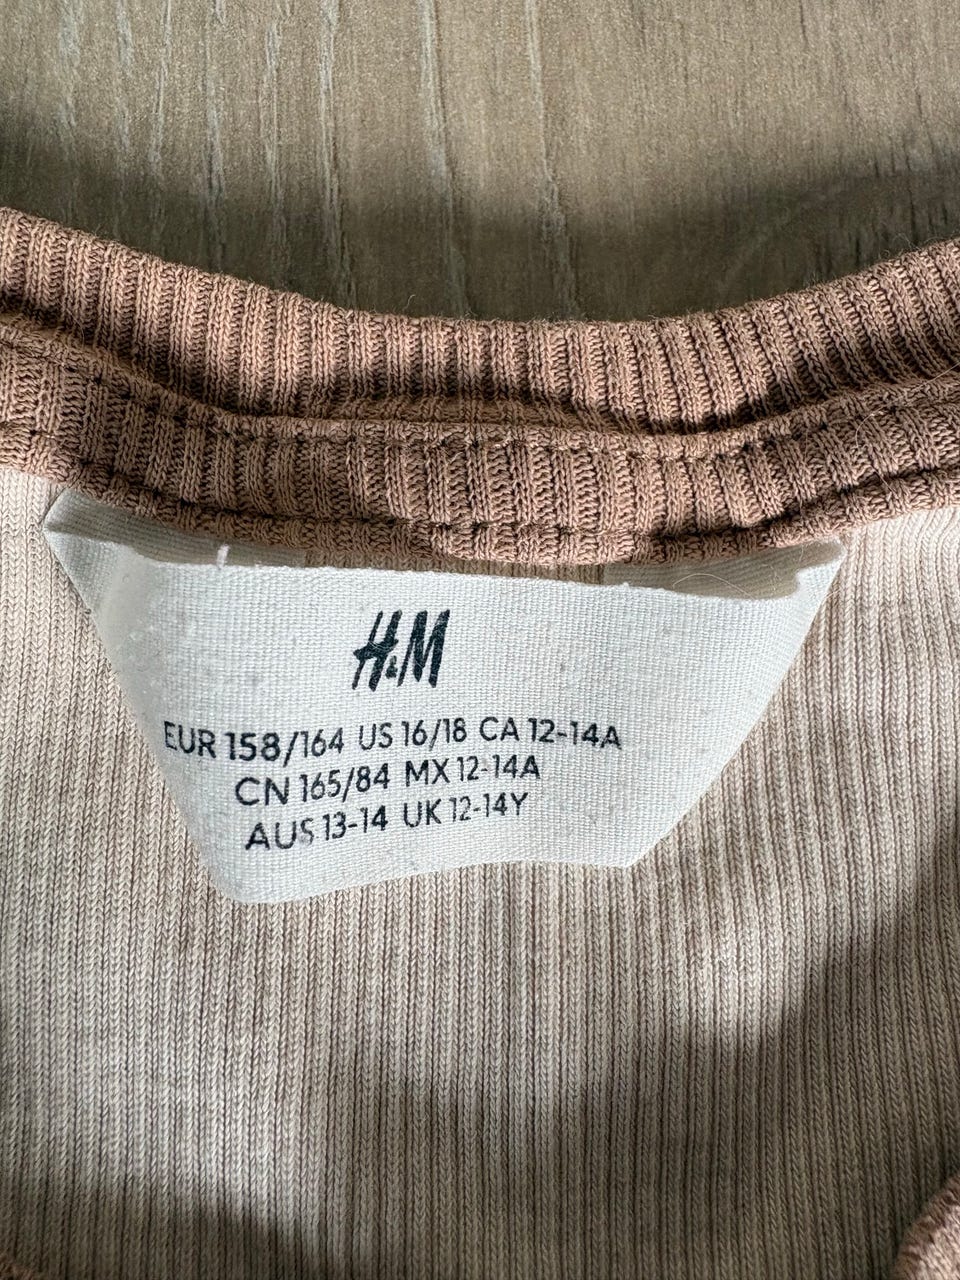 H&M
EUR 158/164 US 16/18 CA 12-14A
CN 165/84 MX 12-14A
AUS 13-14 UK 12-14Y